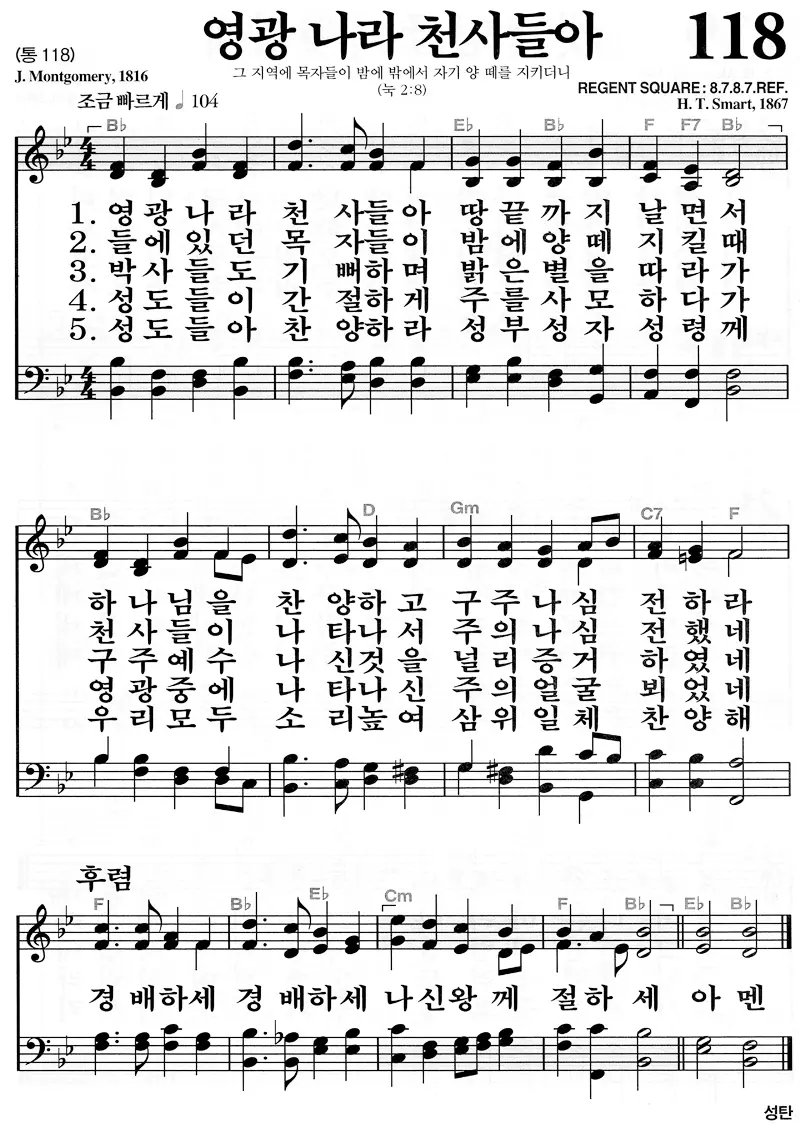 영광 나라 천사들아
118
(통 118)
J. Montgomery, 1816
그 지역에 목자들이 밤에 밖에서 자기 양 떼를 지키더니
(눅 2:8)
REGENT SQUARE : 8.7.8.7.REF.
H. T. Smart, 1867
조금 빠르게 ♩ 104
B♭ E♭ B♭ F F7 B♭
1. 영광나라 천 사들아 땅끝까지 날면서
2. 들에있던 목 자들이 밤에양떼 지킬때
3. 박사들도 기 뻐하며 밝은별을 따라가
4. 성도들이 간 절하게 주를사모 하다가
5. 성도들아 찬 양하라 성부성자 성령께
B♭ D Gm C7 F
하나님을 찬 양하고 구주나심 전하라
천사들이 나 타나서 주의나심 전했네
구주예수 나 신것을 널리증거 하였네
영광중에 나 타나신 주의얼굴 뵈었네
우리모두 소 리높여 삼위일체 찬양해
후렴
F B♭ E♭ Cm F B♭ E♭ B♭
경 배하세 경 배하세 나신왕 께 절하 세 아 멘
성탄